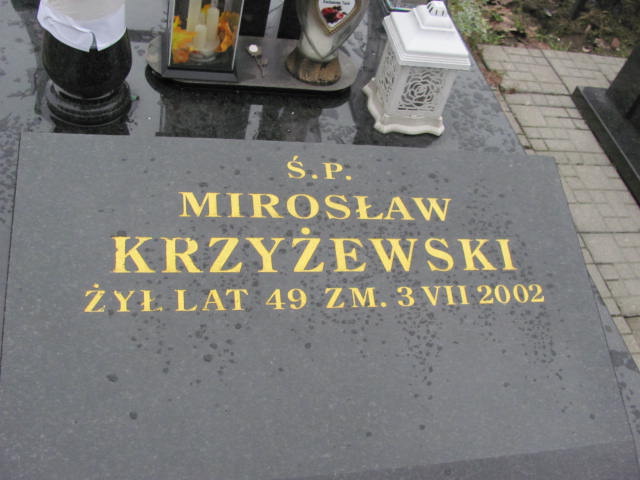 Ś.P.
MIROSŁAW
KRZYŻEWSKI
ŻYŁ LAT 49 ZM. 3 VII 2002